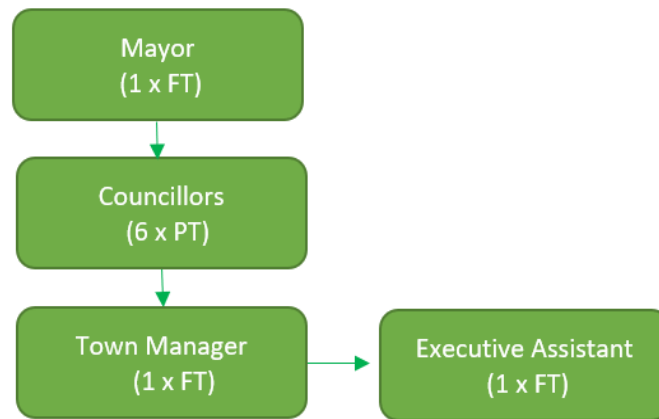 Mayor
(1 x FT)
Councillors
(6 x PT)
Town Manager
(1 x FT)
Executive Assistant
(1 x FT)